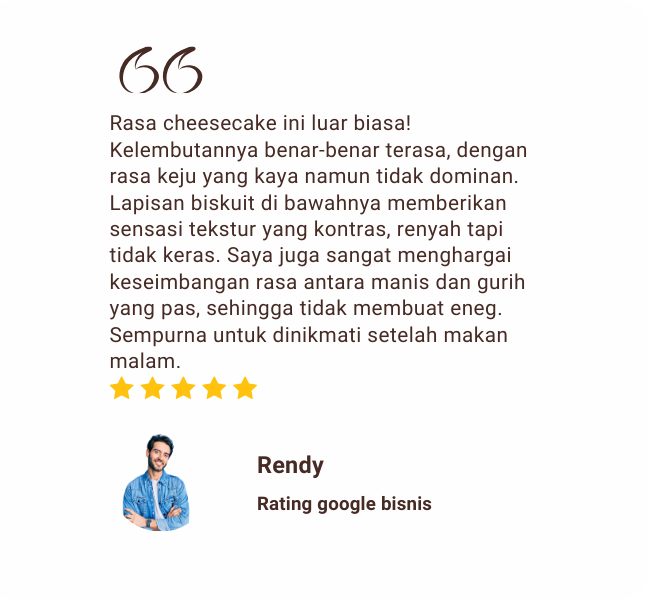 Rasa cheesecake ini luar biasa!
Kelembutannya benar-benar terasa, dengan
rasa keju yang kaya namun tidak dominan.
Lapisan biskuit di bawahnya memberikan
sensasi tekstur yang kontras, renyah tapi
tidak keras. Saya juga sangat menghargai
keseimbangan rasa antara manis dan gurih
yang pas, sehingga tidak membuat eneg.
Sempurna untuk dinikmati setelah makan
malam.
Rendy
Rating google bisnis